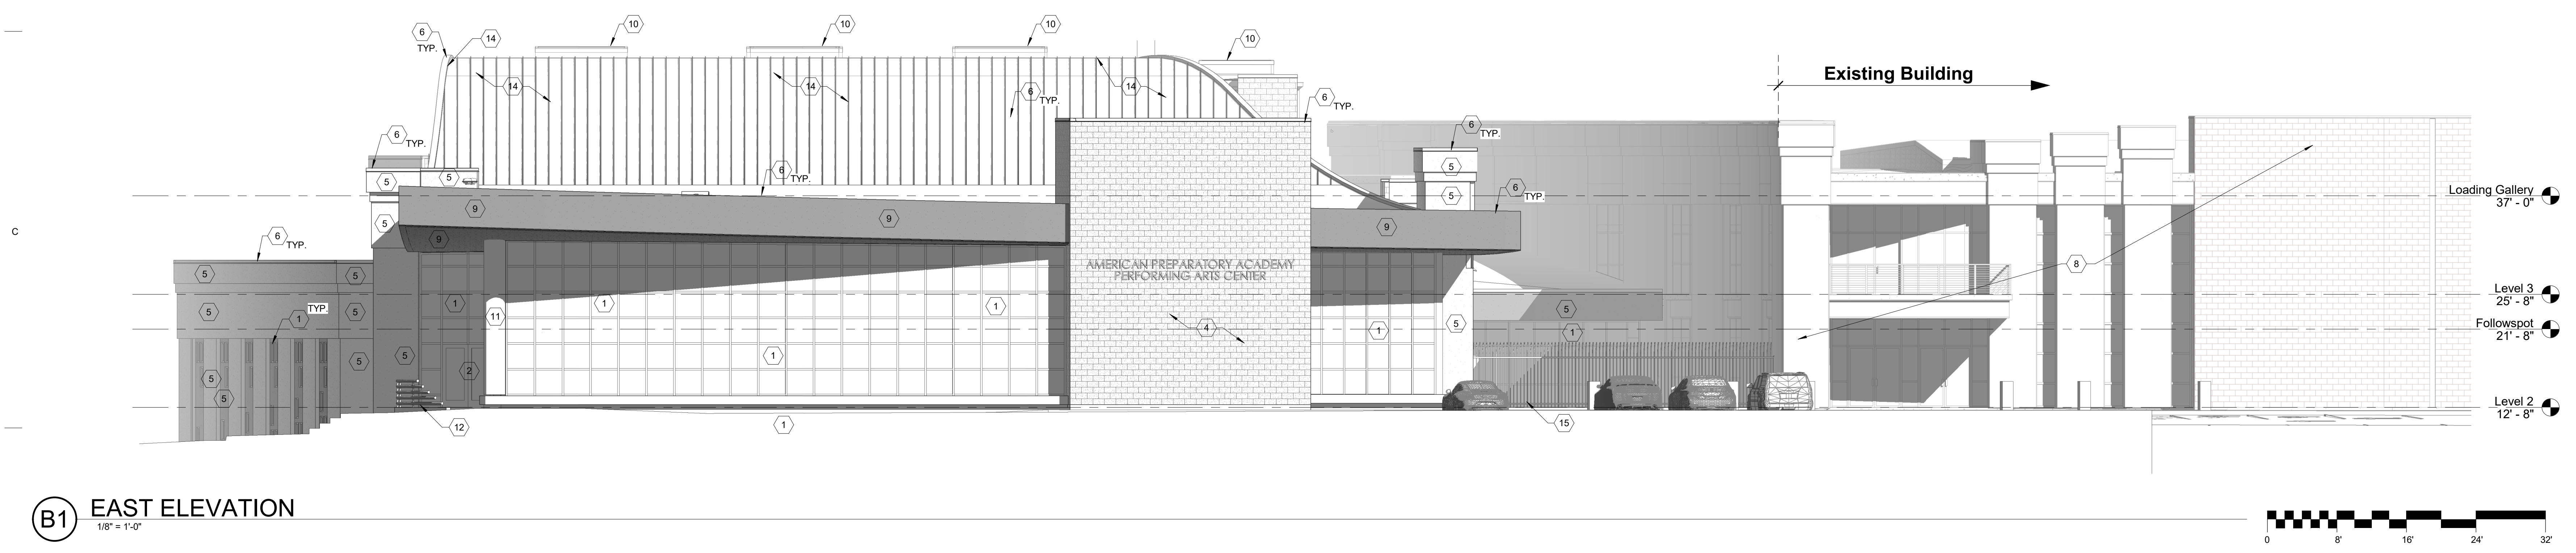 10
10
10
10
6
TYP.
14
14
14
14
6
TYP.
6
TYP.
6
TYP.
6
TYP.
6
TYP.
6
TYP.
6
TYP.
Existing Building
5
5
5
5
5
9
9
9
9
Loading Gallery
37' - 0"
C
8
AMERICAN PREPARATORY ACADEMY
PERFORMING ARTS CENTER
5
5
5
5
1
TYP.
1
1
1
11
5
1
5
1
4
1
5
5
5
5
2
5
Level 3
25' - 8"
Followspot
21' - 8"
Level 2
12' - 8"
12
1
15
B1
EAST ELEVATION
1/8" = 1'-0"
0
8'
16'
24'
32'